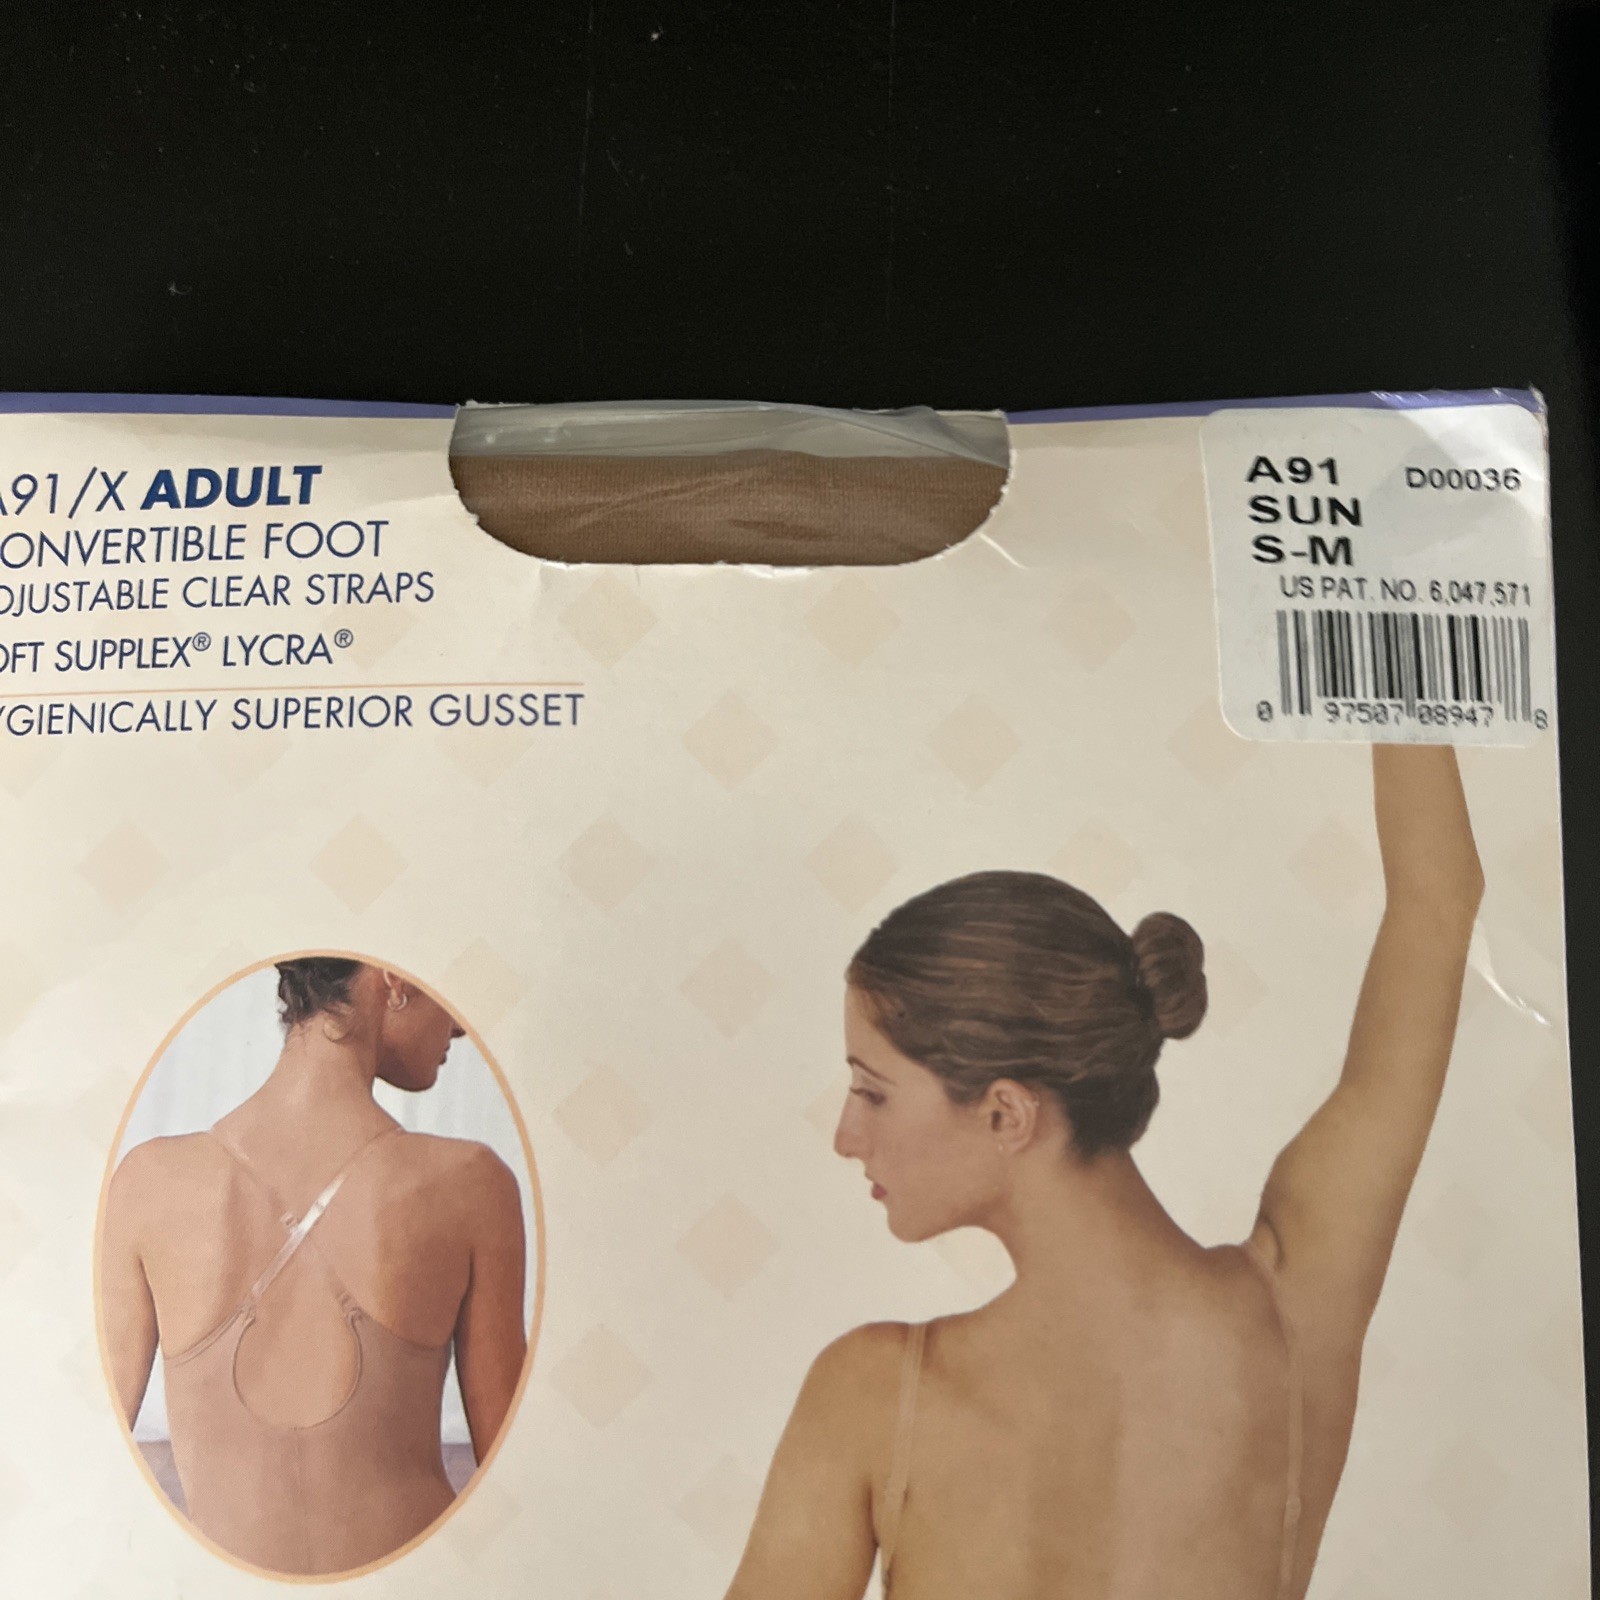 A91/X ADULT
ONVERTIBLE FOOT
DJUSTABLE CLEAR STRAPS
OFT SUPPLEX® LYCRA®
YGIENICALLY SUPERIOR GUSSET
A91 D00036
SUN
S-M
US PAT. NO. 6,047,571
0 97507 08947 8